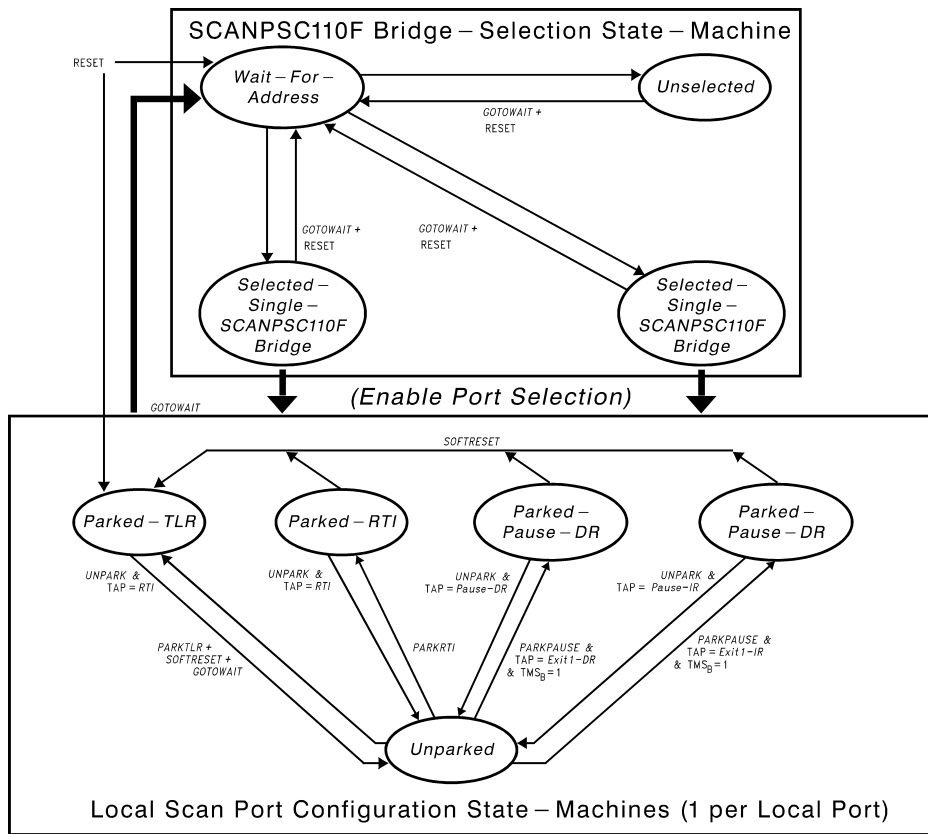 SCANPSC110F Bridge – Selection State – Machine
RESET
Wait – For –
Address
Unselected
GOTOWAIT +
RESET
GOTOWAIT +
RESET
GOTOWAIT +
RESET
Selected –
Single –
SCANPSC110F
Bridge
Selected –
Single –
SCANPSC110F
Bridge
(Enable Port Selection)
GOTOWAIT
SOFTRESET
Parked – TLR
Parked – RTI
Parked –
Pause – DR
Parked –
Pause – DR
UNPARK &
TAP = RTI
UNPARK &
TAP = RTI
UNPARK &
TAP = Pause–DR
UNPARK &
TAP = Pause–IR
PARKTLR +
SOFTRESET +
GOTOWAIT
PARKRTI
PARKPAUSE &
TAP = Exit1–DR
& TMSB=1
PARKPAUSE &
TAP = Exit1–IR
& TMSB=1
Unparked
Local Scan Port Configuration State – Machines (1 per Local Port)